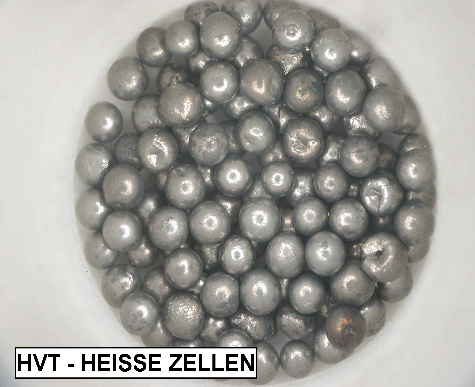 HVT - HEISSE ZELLEN